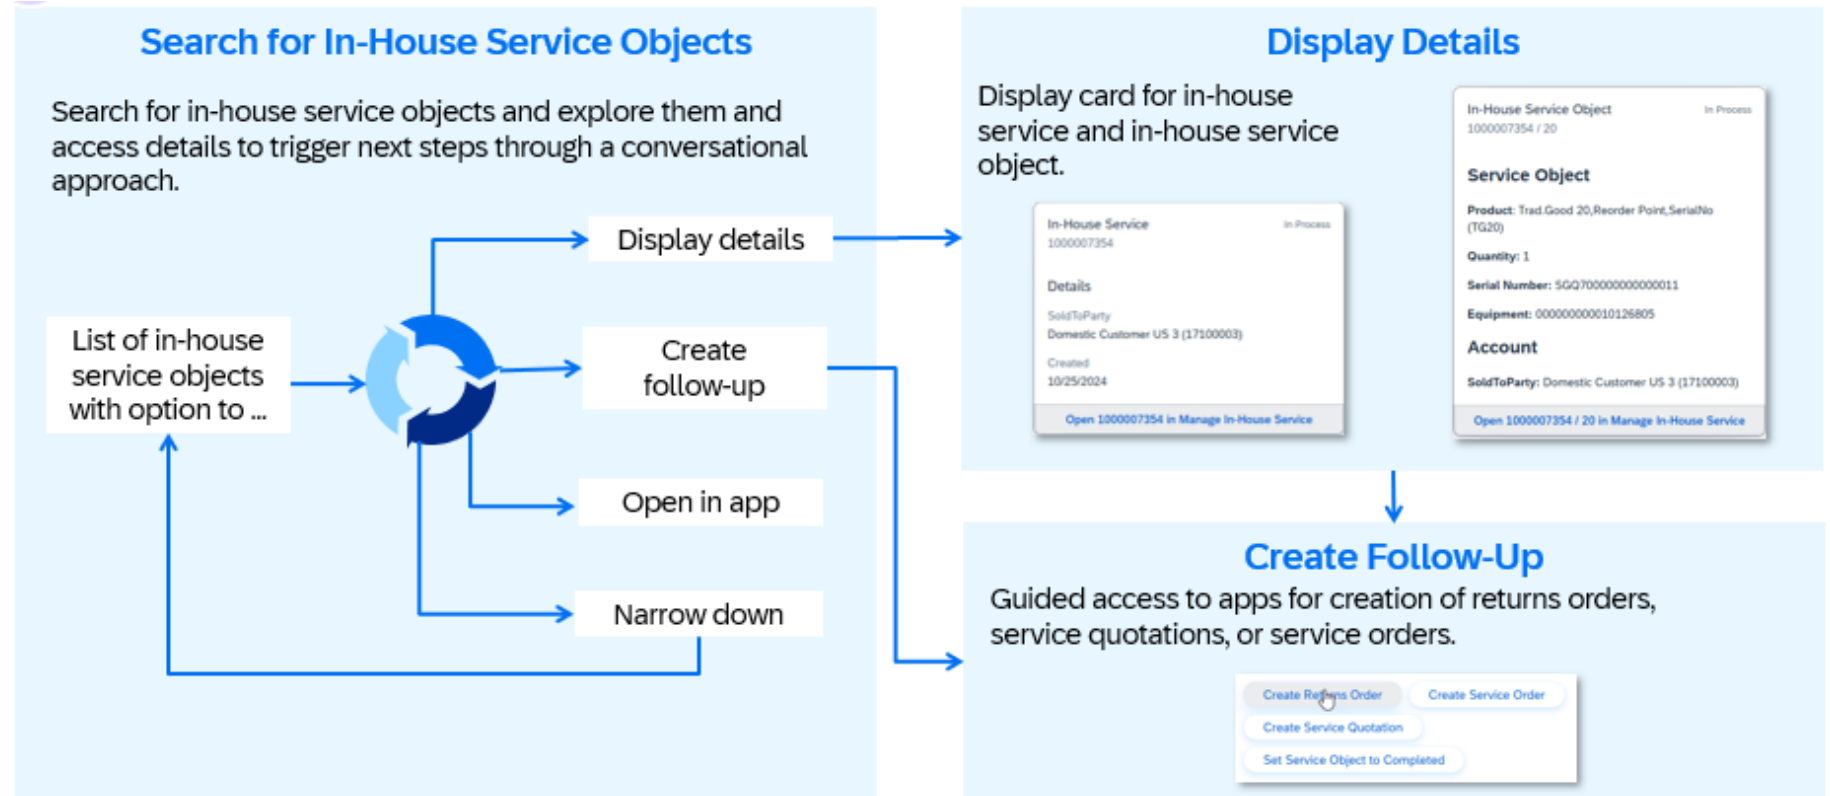 Search for In-House Service Objects
Search for in-house service objects and explore them and
access details to trigger next steps through a conversational
approach.
List of in-house
service objects
with option to ...
Display details
Create
follow-up
Open in app
Narrow down
Display Details
Display card for in-house
service and in-house service
object.
In-House Service
In Process
1000007354
Details
SoldToParty
Domestic Customer US 3 (17100003)
Created
10/25/2024
Open 1000007354 in Manage In-House Service
In-House Service Object
In Process
1000007354 / 20
Service Object
Product: Trad.Good 20,Reorder Point,SerialNo
(TG20)
Quantity: 1
Serial Number:
Equipment: 000000000010126805
Account
SoldToParty: Domestic Customer US 3 (17100003)
Open 1000007354 / 20 in Manage In-House Service
Create Follow-Up
Guided access to apps for creation of returns orders,
service quotations, or service orders.
Create Returns Order
Create Service Order
Create Service Quotation
Set Service Object to Completed